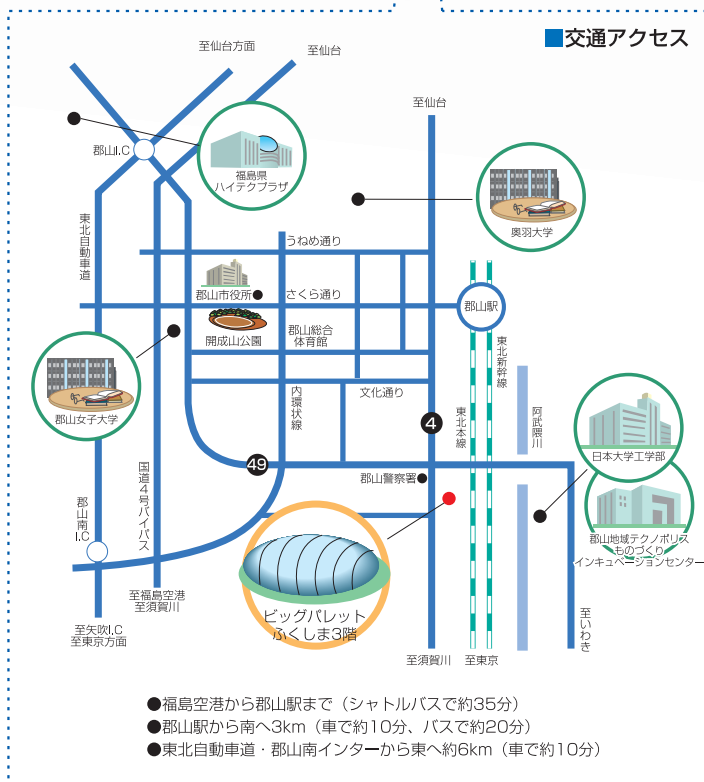 ■交通アクセス
至仙台方面
至仙台
至仙台
郡山I.C
福島県
ハイテクプラザ
奥羽大学
東北自動車道
うねめ通り
郡山市役所
さくら通り
郡山駅
開成山公園
郡山総合
体育館
東北新幹線
郡山女子大学
内環状線
文化通り
4
東北本線
阿武隈川
日本大学工学部
49
郡山警察署
国道4号バイパス
郡山南I.C
郡山地域テクノポリス
ものづくり
インキュベーションセンター
ビッグパレット
ふくしま3階
至福島空港
至須賀川
至矢吹I.C
至東京方面
至須賀川
至東京
至いわき
●福島空港から郡山駅まで（シャトルバスで約35分）
●郡山駅から南へ3km（車で約10分、バスで約20分）
●東北自動車道・郡山南インターから東へ約6km（車で約10分）